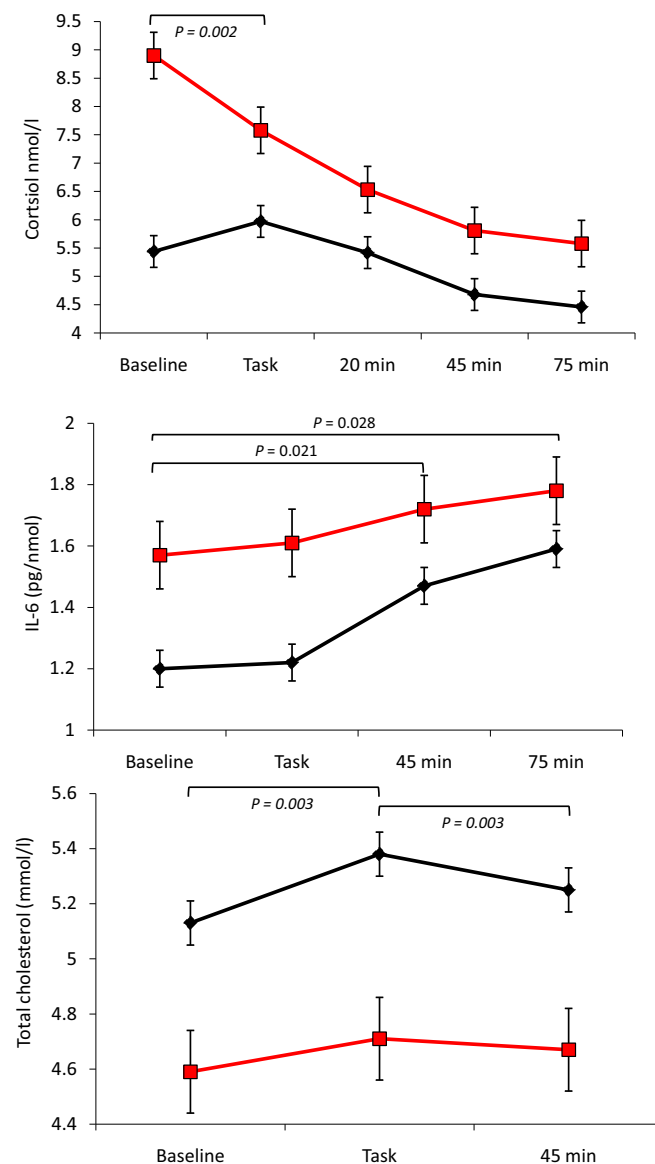 P = 0.002
9.5
9
8.5
8
7.5
7
6.5
6
5.5
5
4.5
4
Cortsiol nmol/l
Baseline Task 20 min 45 min 75 min
P = 0.028
P = 0.021
2
1.8
1.6
1.4
1.2
1
IL-6 (pg/nmol)
Baseline Task 45 min 75 min
P = 0.003 P = 0.003
5.6
5.4
5.2
5
4.8
4.6
4.4
Total cholesterol (mmol/l)
Baseline Task 45 min